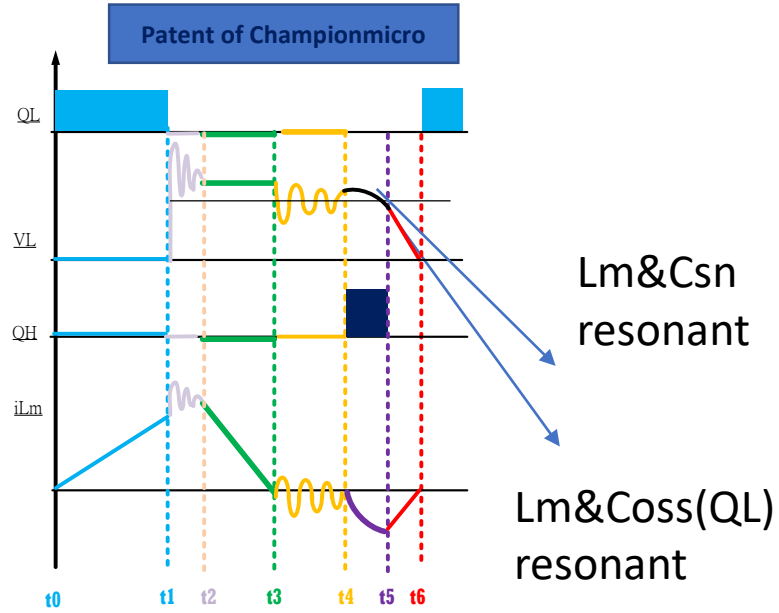 Patent of Championmicro
QL
VL
QH
iLm
Lm&Csn
resonant
Lm&Coss(QL)
resonant
t0 t1 t2 t3 t4 t5 t6